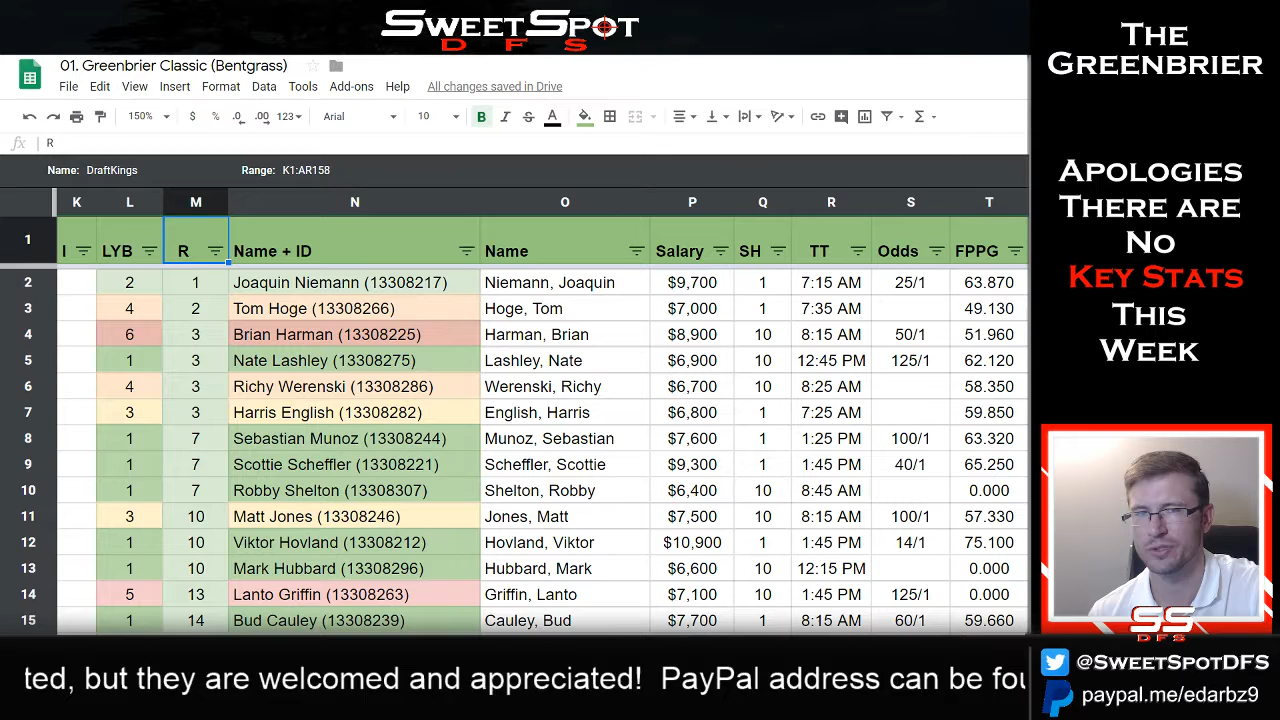 SweetSpot
DFS
01. Greenbrier Classic (Bentgrass)
File Edit View Insert Format Data Tools Add-ons Help All changes saved in Drive
150% $ % .0 .00 123 Arial 10 B I S A
fx R
Name: DraftKings Range: K1:AR158
K L M N O P Q R S T
1 I LYB R Name + ID Name Salary SH TT Odds FPPG
2 2 1 Joaquin Niemann (13308217) Niemann, Joaquin $9,700 1 7:15 AM 25/1 63.870
3 4 2 Tom Hoge (13308266) Hoge, Tom $7,000 1 7:35 AM 49.130
4 6 3 Brian Harman (13308225) Harman, Brian $8,900 10 8:15 AM 50/1 51.960
5 1 3 Nate Lashley (13308275) Lashley, Nate $6,900 10 12:45 PM 125/1 62.120
6 4 3 Richy Werenski (13308286) Werenski, Richy $6,700 10 8:25 AM 58.350
7 3 3 Harris English (13308282) English, Harris $6,800 1 7:25 AM 59.850
8 1 7 Sebastian Munoz (13308244) Munoz, Sebastian $7,600 1 1:25 PM 100/1 63.320
9 1 7 Scottie Scheffler (13308221) Scheffler, Scottie $9,300 1 1:45 PM 40/1 65.250
10 1 7 Robby Shelton (13308307) Shelton, Robby $6,400 10 8:45 AM 0.000
11 3 10 Matt Jones (13308246) Jones, Matt $7,500 10 8:15 AM 100/1 57.330
12 1 10 Viktor Hovland (13308212) Hovland, Viktor $10,900 1 1:45 PM 14/1 75.100
13 1 10 Mark Hubbard (13308296) Hubbard, Mark $6,600 10 12:15 PM 0.000
14 5 13 Lanto Griffin (13308263) Griffin, Lanto $7,100 10 1:45 PM 125/1 0.000
15 1 14 Bud Cauley (13308239) Cauley, Bud $7,700 1 8:15 AM 60/1 59.660
The
Greenbrier
Apologies
There are
No
Key Stats
This
Week
SS
DFS
ted, but they are welcomed and appreciated! PayPal address can be fou
@SweetSpotDFS
paypal.me/edarbz9